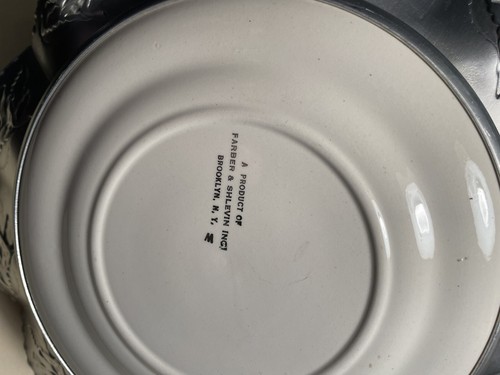 A PRODUCT OF
FARBER & SHLEVIN INC.
BROOKLYN, N. Y.